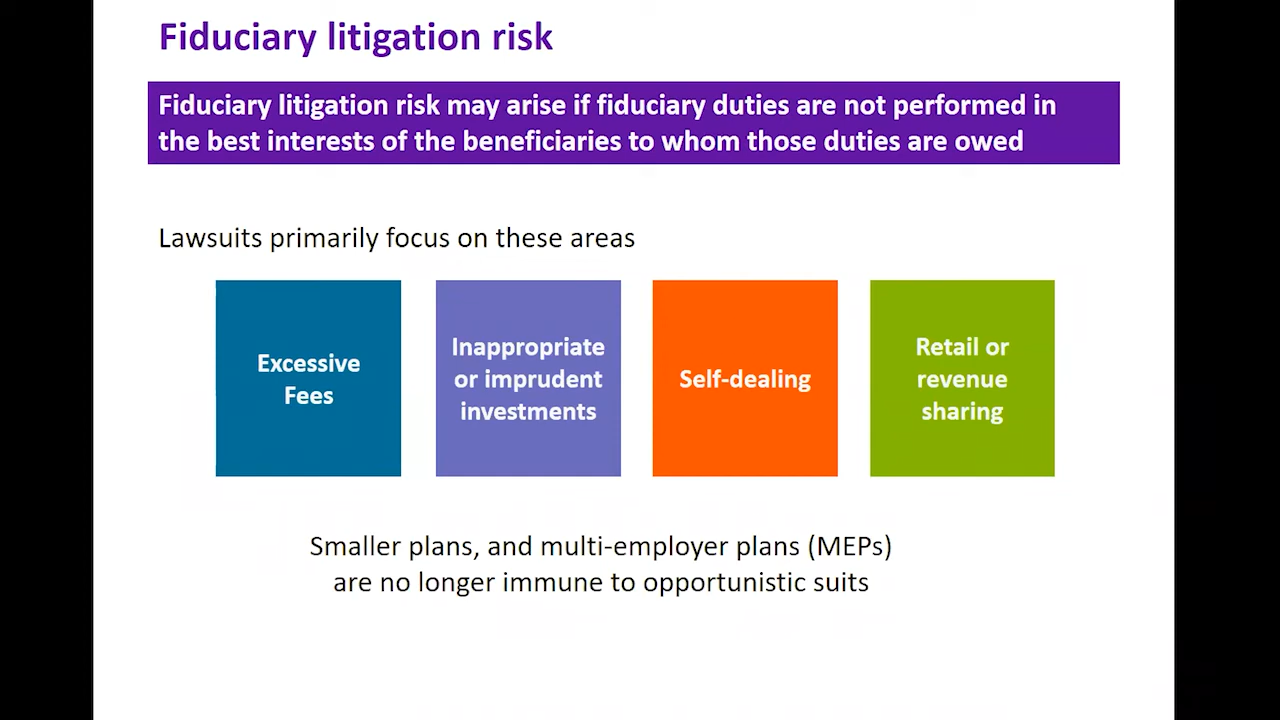 Fiduciary litigation risk
Fiduciary litigation risk may arise if fiduciary duties are not performed in
the best interests of the beneficiaries to whom those duties are owed
Lawsuits primarily focus on these areas
Excessive
Fees
Inappropriate
or imprudent
investments
Self-dealing
Retail or
revenue
sharing
Smaller plans, and multi-employer plans (MEPs)
are no longer immune to opportunistic suits